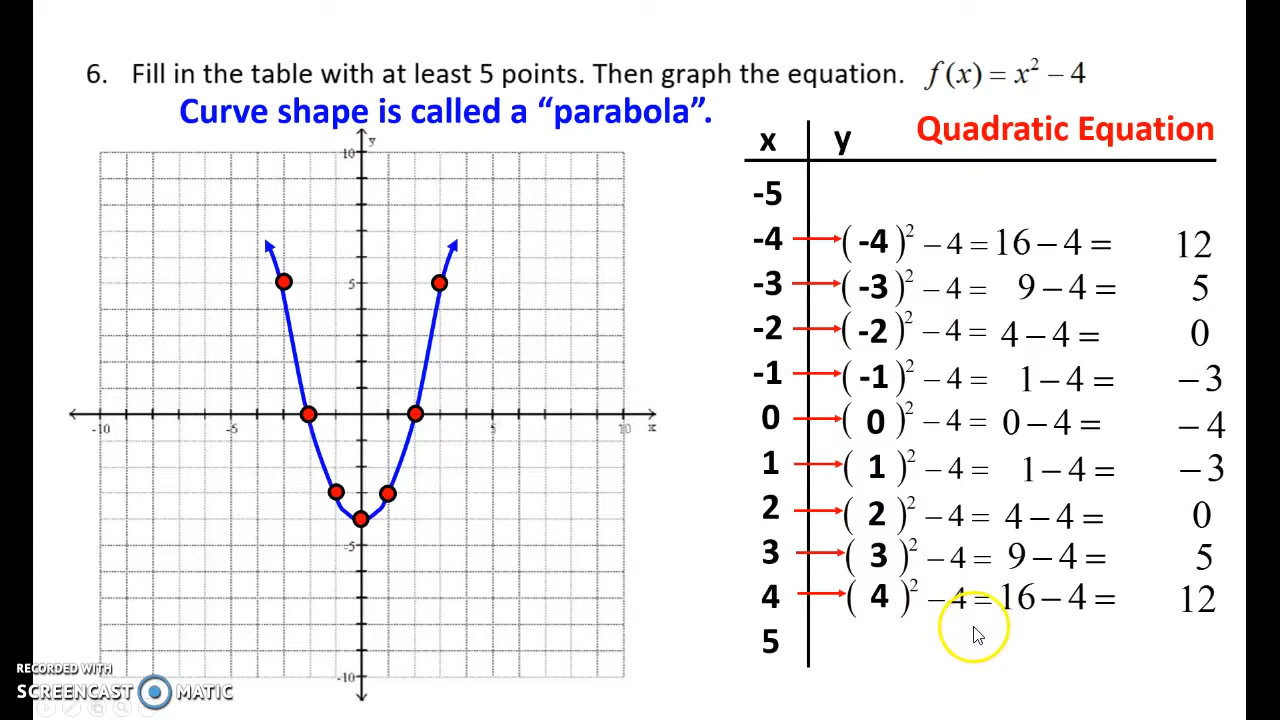 6. Fill in the table with at least 5 points. Then graph the equation. f(x) = x² – 4
Curve shape is called a “parabola”.
Quadratic Equation
x y
-5
-4 (-4)² – 4 = 16 – 4 = 12
-3 (-3)² – 4 = 9 – 4 = 5
-2 (-2)² – 4 = 4 – 4 = 0
-1 (-1)² – 4 = 1 – 4 = – 3
0 (0)² – 4 = 0 – 4 = – 4
1 (1)² – 4 = 1 – 4 = – 3
2 (2)² – 4 = 4 – 4 = 0
3 (3)² – 4 = 9 – 4 = 5
4 (4)² – 4 = 16 – 4 = 12
5
y
10
5
-10 -5 5 10 x
-5
-10
RECORDED WITH
SCREENCAST MATIC